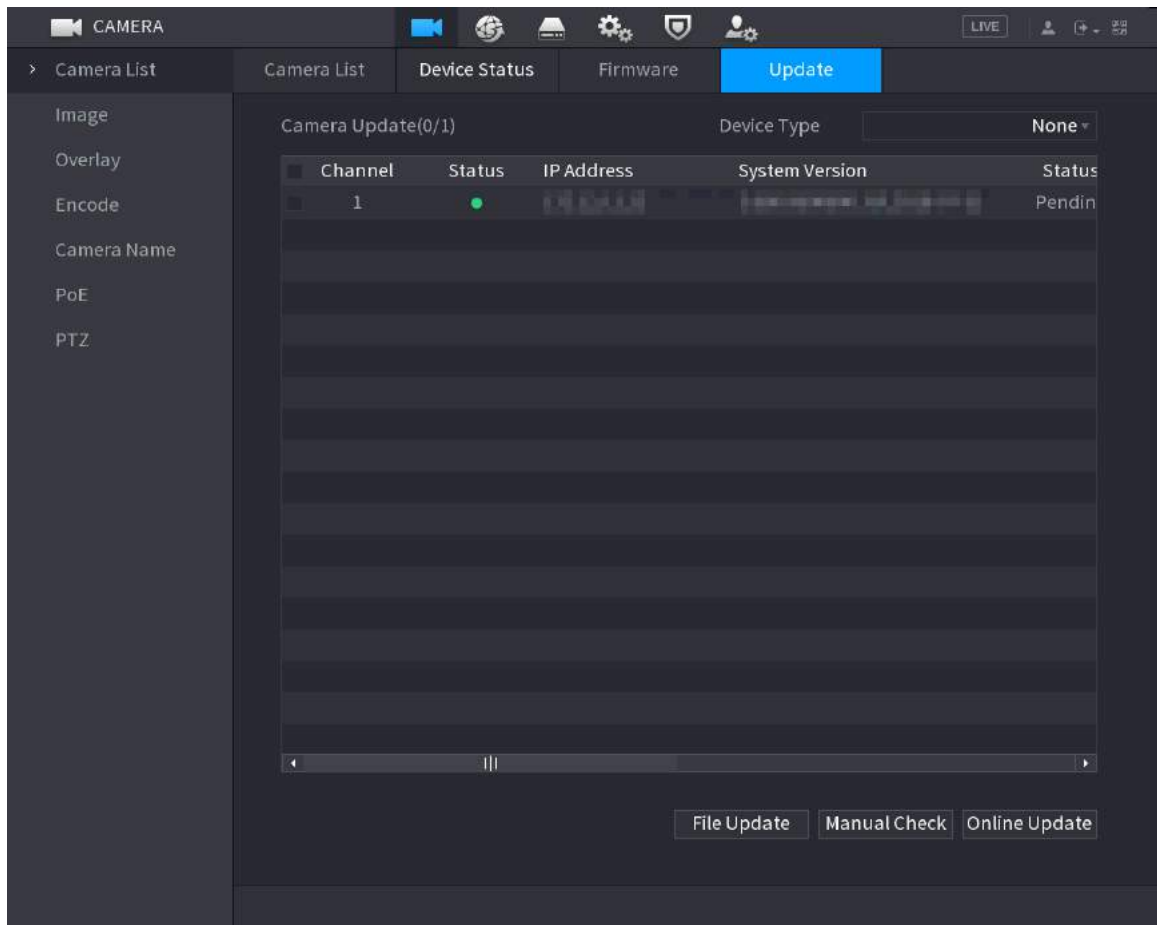 CAMERA LIVE
Camera List Camera List Device Status Firmware Update
Image
Camera Update(0/1) Device Type None
Overlay
Channel Status IP Address System Version Status
Encode
1 Pendin
Camera Name
PoE
PTZ
File Update Manual Check Online Update